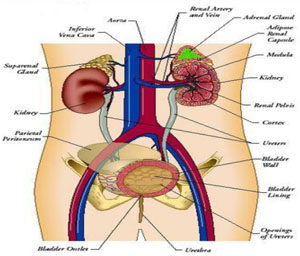 Aorta
Renal Artery
and Vein
Adrenal Gland
Inferior
Vena Cava
Adipose
Renal
Capsule
Suparenal
Gland
Medula
Kidney
Renal Pelvis
Kidney
Cortex
Parietal
Peritoneum
Ureters
Bladder
Wall
Bladder
Lining
Openings
of Ureters
Bladder Outlet
Urethra